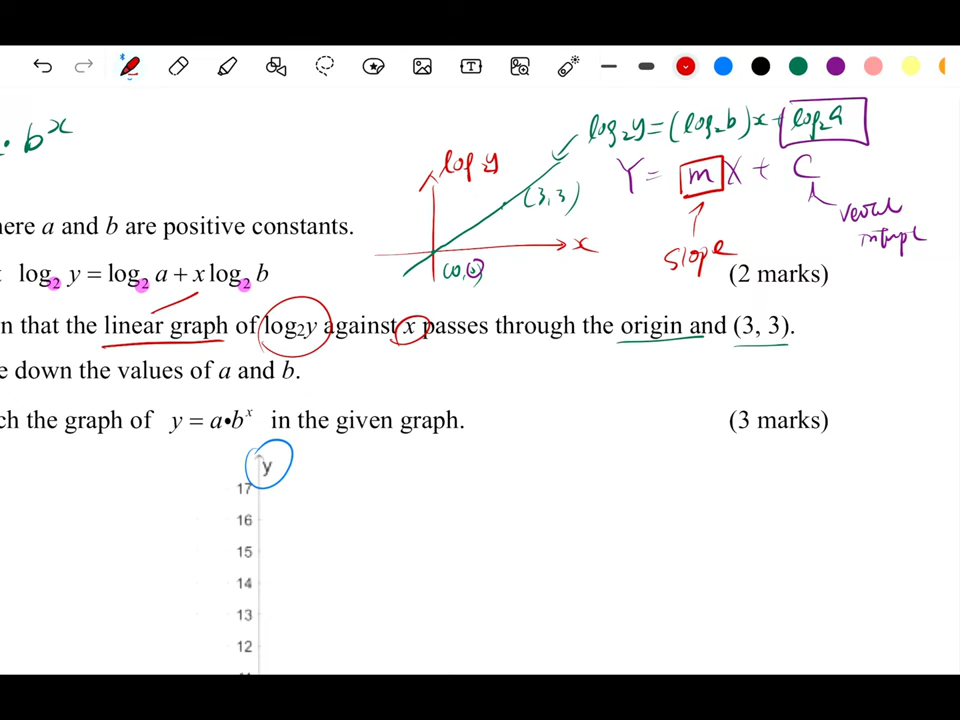 log₂y = (log₂b)x + log₂a
· bˣ
log y
Y = m X + C
(3, 3)
here a and b are positive constants.
x
slope
(0,0)
log₂ y = log₂ a + x log₂ b
(2 marks)
n that the linear graph of log₂y against x passes through the origin and (3, 3).
e down the values of a and b.
ch the graph of y = a•bˣ in the given graph.
(3 marks)
y
17
16
15
14
13
12